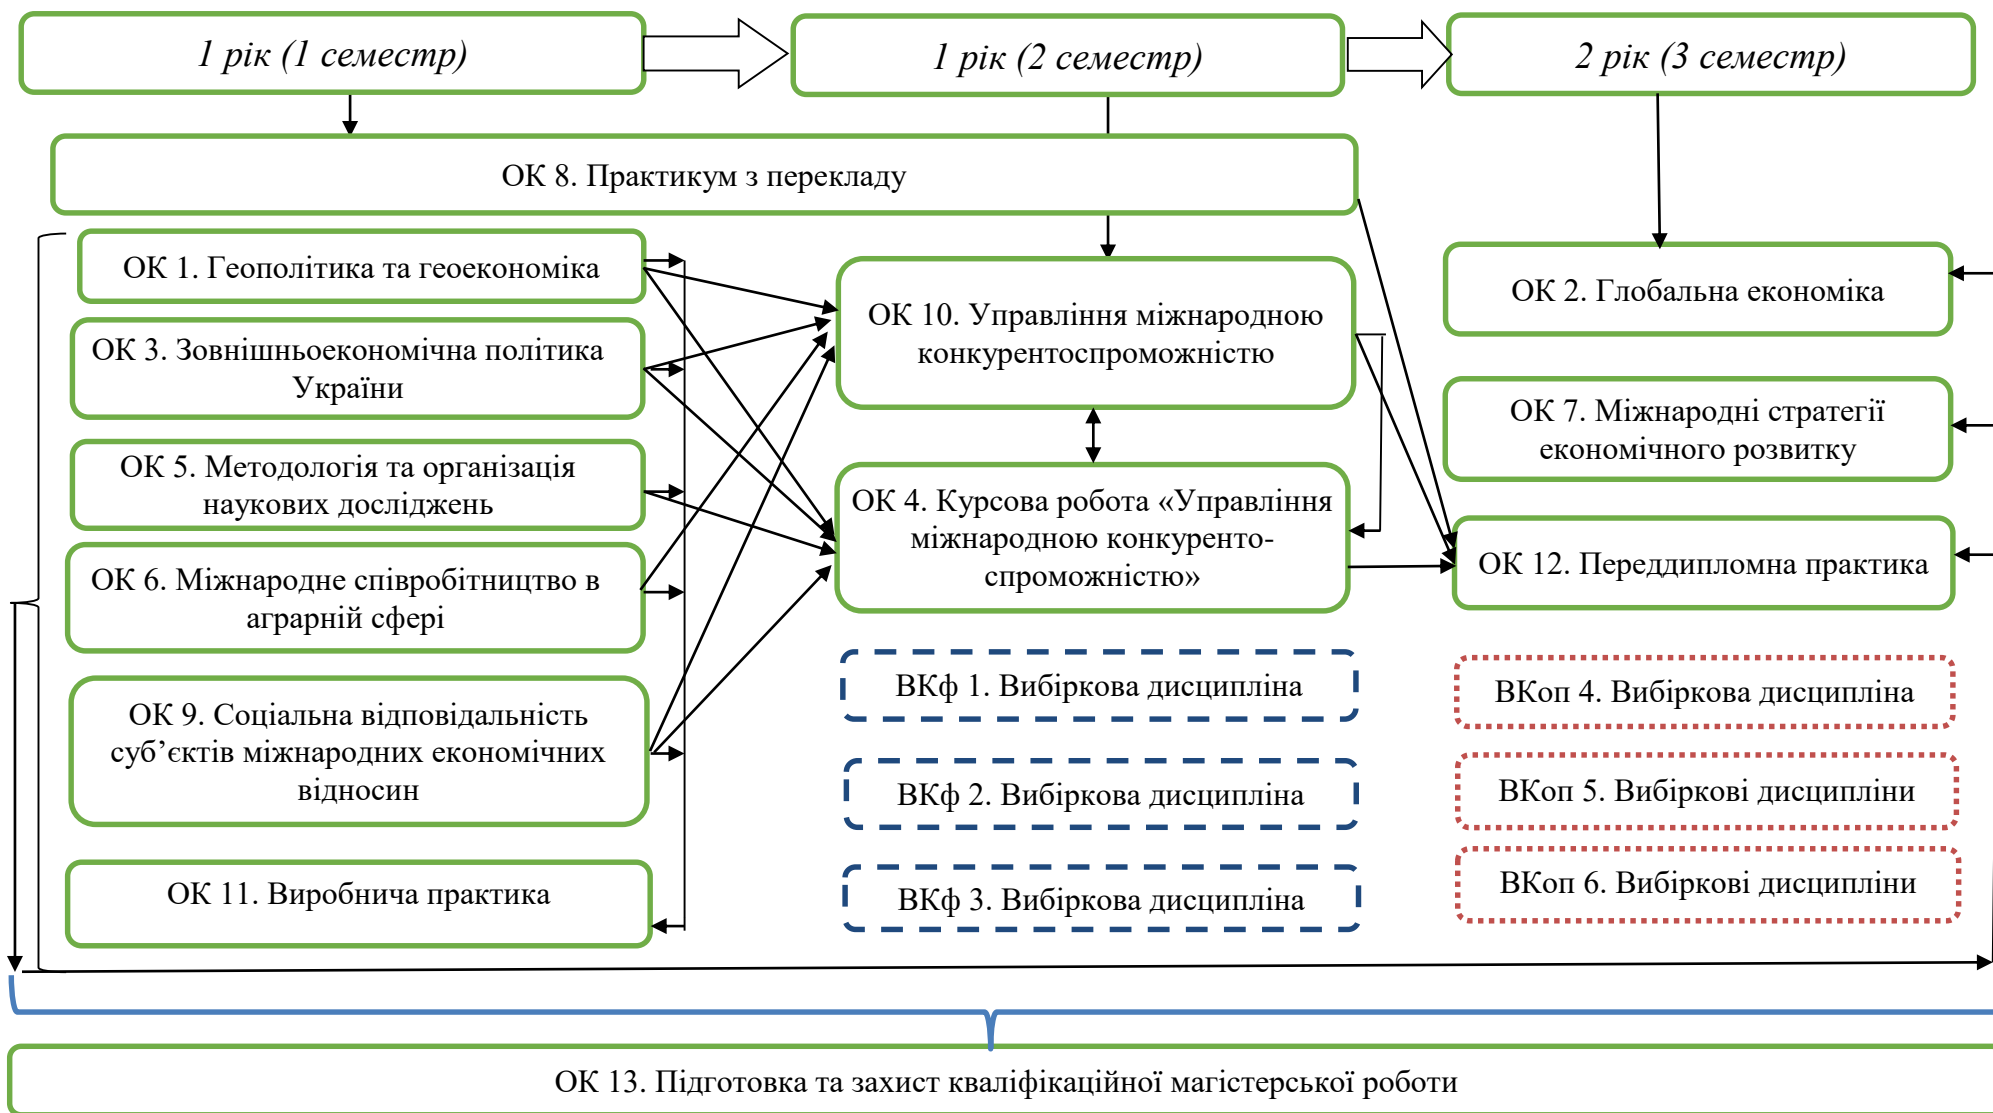 1 рік (1 семестр)
1 рік (2 семестр)
2 рік (3 семестр)
ОК 8. Практикум з перекладу
ОК 1. Геополітика та геоекономіка
ОК 3. Зовнішньоекономічна політика
України
ОК 5. Методологія та організація
наукових досліджень
ОК 6. Міжнародне співробітництво в
аграрній сфері
ОК 9. Соціальна відповідальність
суб’єктів міжнародних економічних
відносин
ОК 11. Виробнича практика
ОК 10. Управління міжнародною
конкурентоспроможністю
ОК 4. Курсова робота «Управління
міжнародною конкуренто-
спроможністю»
ВКф 1. Вибіркова дисципліна
ВКф 2. Вибіркова дисципліна
ВКф 3. Вибіркова дисципліна
ОК 2. Глобальна економіка
ОК 7. Міжнародні стратегії
економічного розвитку
ОК 12. Переддипломна практика
ВКоп 4. Вибіркова дисципліна
ВКоп 5. Вибіркові дисципліни
ВКоп 6. Вибіркові дисципліни
ОК 13. Підготовка та захист кваліфікаційної магістерської роботи